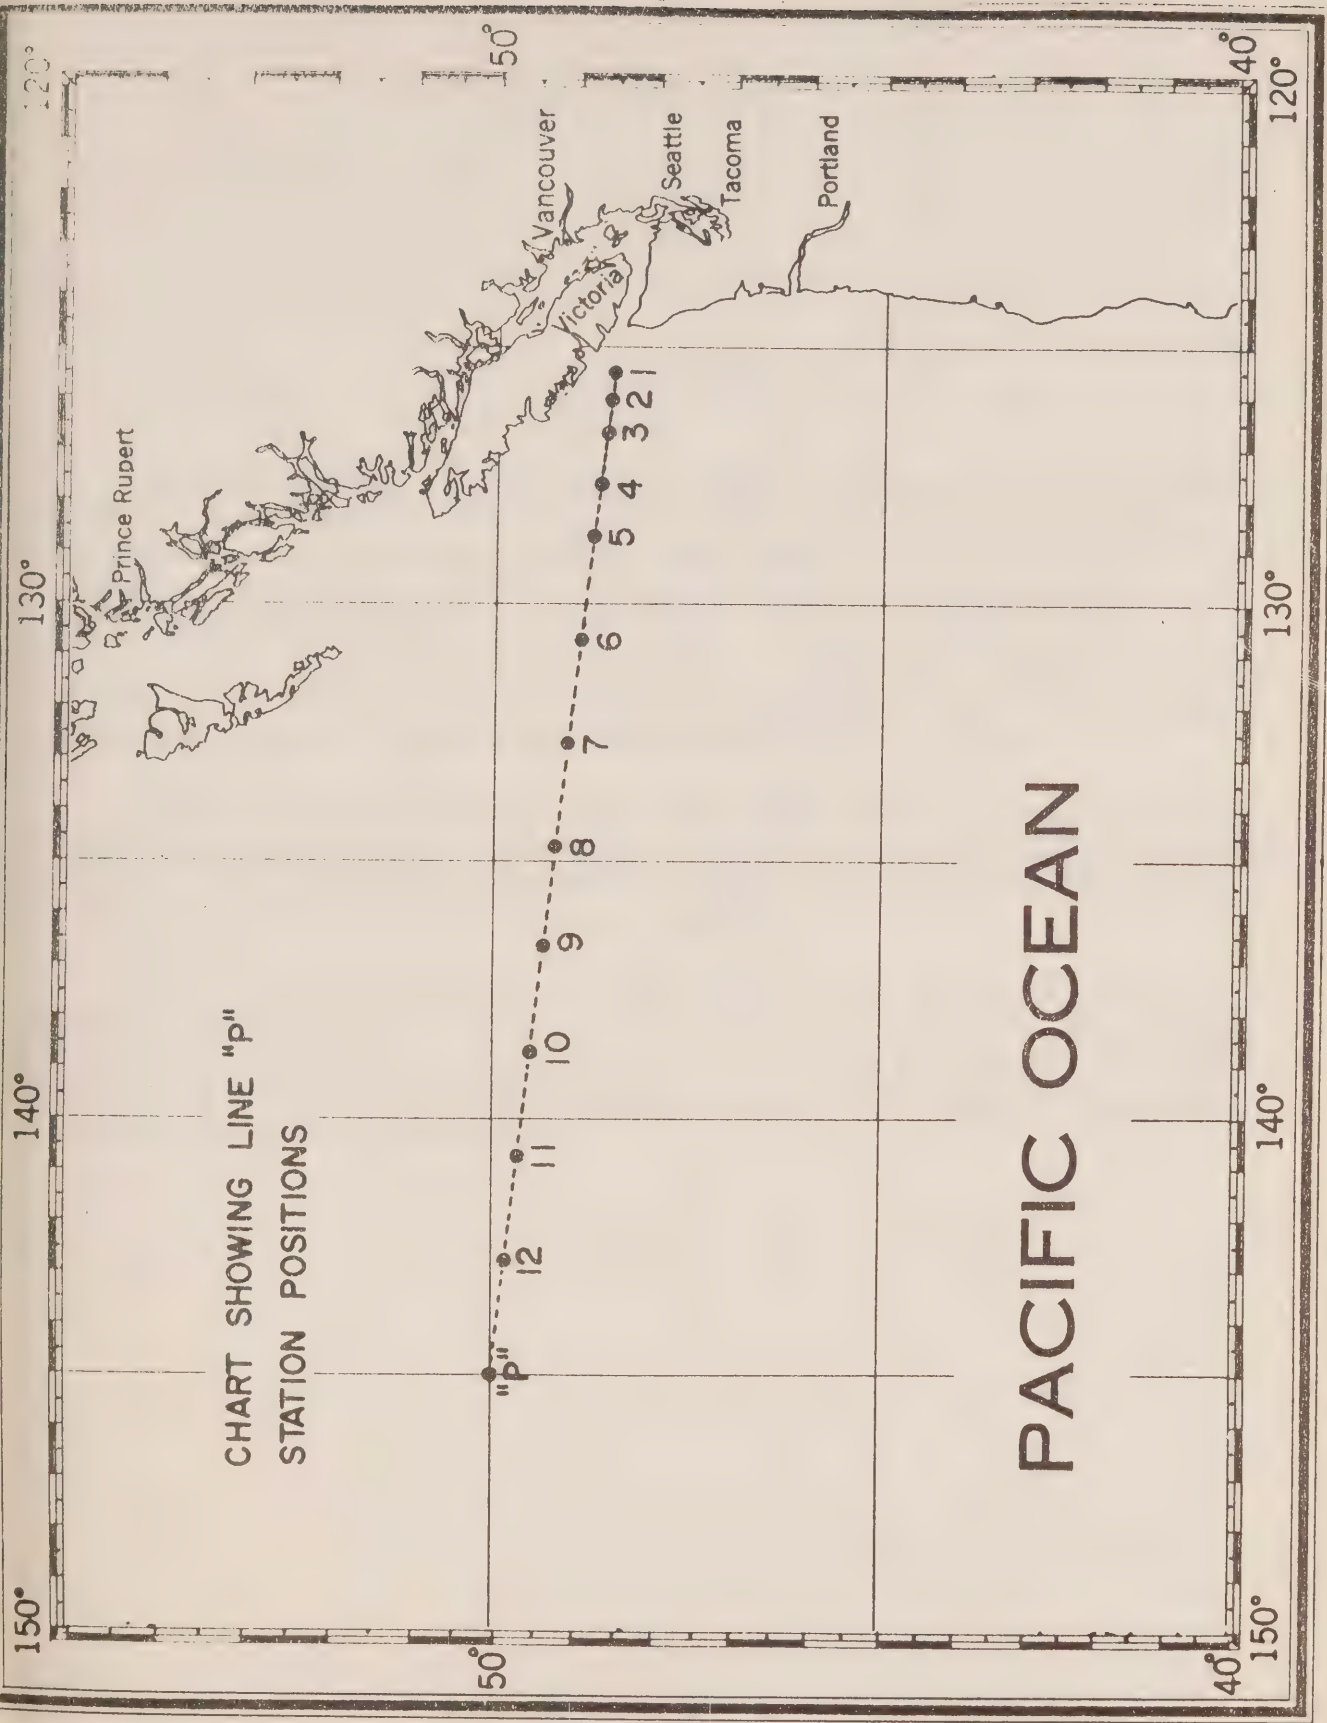 CHART SHOWING LINE "P"
STATION POSITIONS
150°
140°
130°
120°
50°
50°
40°
40°
150°
140°
130°
120°
Prince Rupert
Vancouver
Victoria
Seattle
Tacoma
Portland
"P"
12
11
10
9
8
7
6
5
4
3
2
1
PACIFIC OCEAN